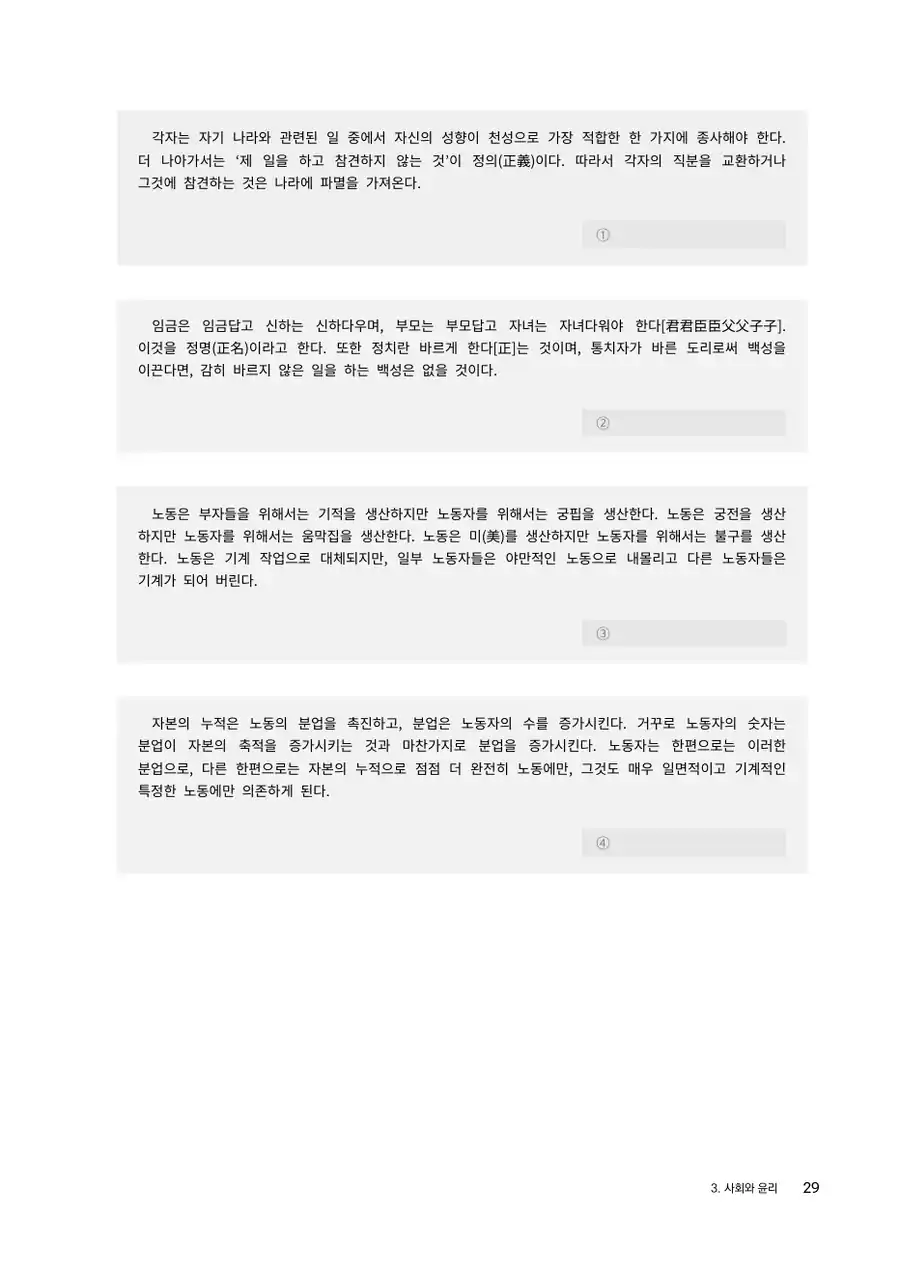 각자는 자기 나라와 관련된 일 중에서 자신의 성향이 천성으로 가장 적합한 한 가지에 종사해야 한다.
더 나아가서는 ‘제 일을 하고 참견하지 않는 것’이 정의(正義)이다. 따라서 각자의 직분을 교환하거나
그것에 참견하는 것은 나라에 파멸을 가져온다.
①
임금은 임금답고 신하는 신하다우며, 부모는 부모답고 자녀는 자녀다워야 한다[君君臣臣父父子子].
이것을 정명(正名)이라고 한다. 또한 정치란 바르게 한다[正]는 것이며, 통치자가 바른 도리로써 백성을
이끈다면, 감히 바르지 않은 일을 하는 백성은 없을 것이다.
②
노동은 부자들을 위해서는 기적을 생산하지만 노동자를 위해서는 궁핍을 생산한다. 노동은 궁전을 생산
하지만 노동자를 위해서는 움막집을 생산한다. 노동은 미(美)를 생산하지만 노동자를 위해서는 불구를 생산
한다. 노동은 기계 작업으로 대체되지만, 일부 노동자들은 야만적인 노동으로 내몰리고 다른 노동자들은
기계가 되어 버린다.
③
자본의 누적은 노동의 분업을 촉진하고, 분업은 노동자의 수를 증가시킨다. 거꾸로 노동자의 숫자는
분업이 자본의 축적을 증가시키는 것과 마찬가지로 분업을 증가시킨다. 노동자는 한편으로는 이러한
분업으로, 다른 한편으로는 자본의 누적으로 점점 더 완전히 노동에만, 그것도 매우 일면적이고 기계적인
특정한 노동에만 의존하게 된다.
④
3. 사회와 윤리 29